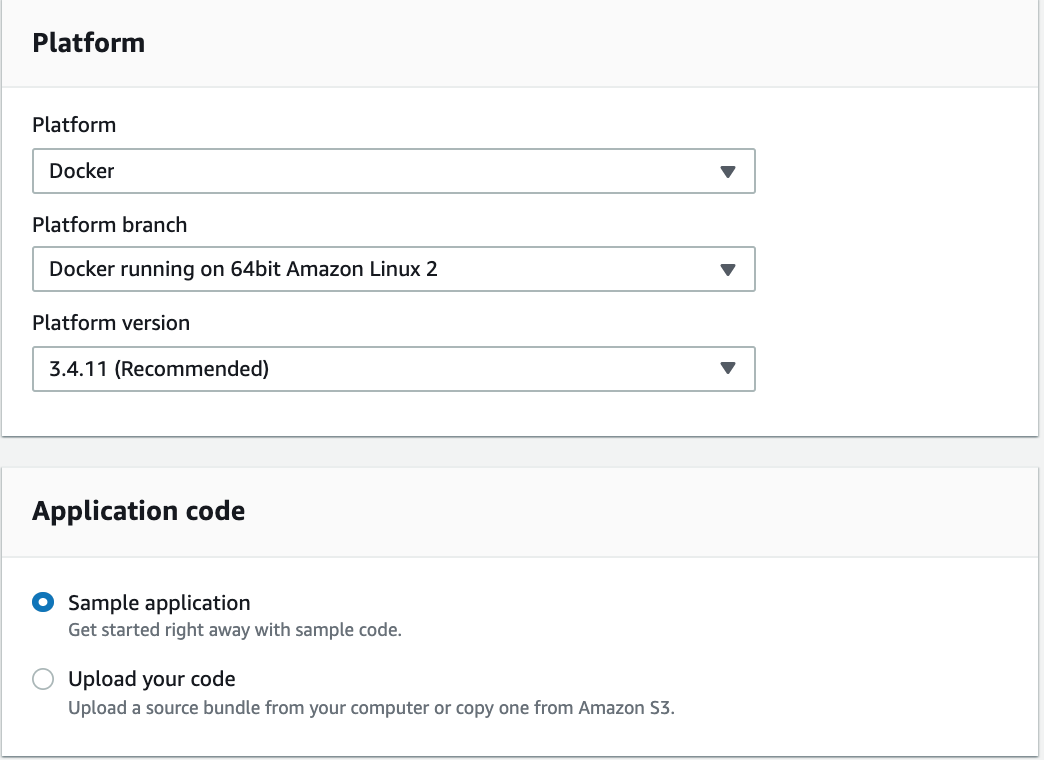 Platform
Platform
Docker
Platform branch
Docker running on 64bit Amazon Linux 2
Platform version
3.4.11 (Recommended)
Application code
Sample application
Get started right away with sample code.
Upload your code
Upload a source bundle from your computer or copy one from Amazon S3.